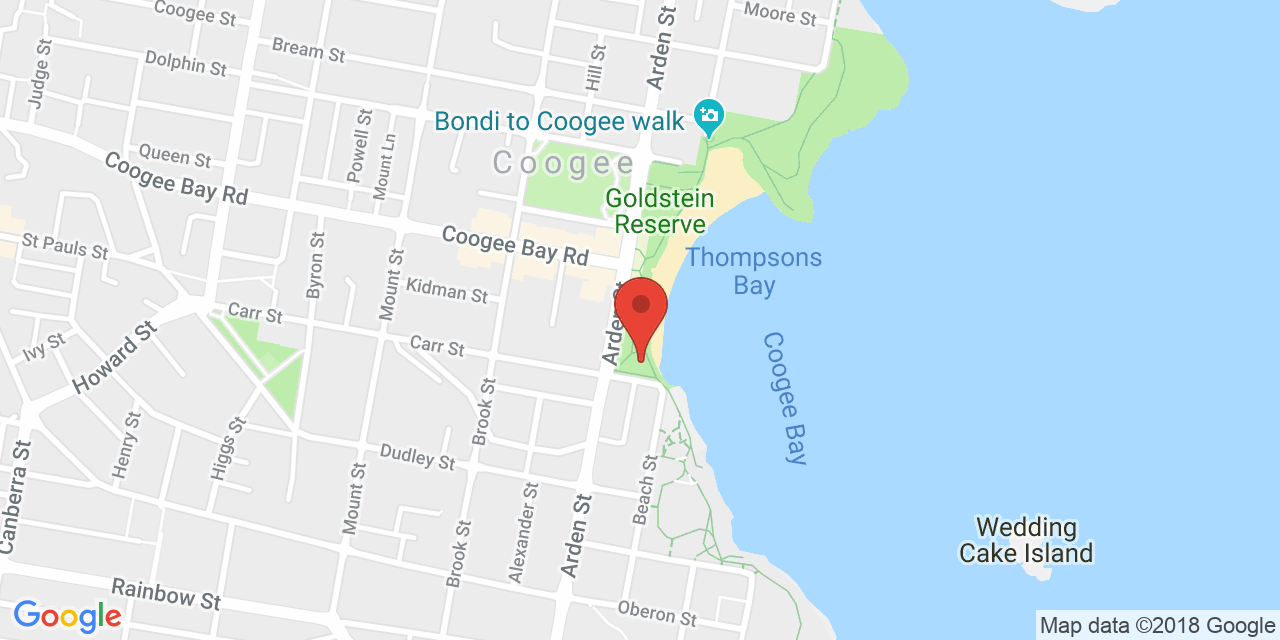 Coogee St
Moore St
Arden St
Bream St
Hill St
Dolphin St
Judge St
Bondi to Coogee walk
Powell St
Mount Ln
Queen St
Coogee
Coogee Bay Rd
Goldstein
Reserve
St Pauls St
Coogee Bay Rd
Thompsons
Bay
Byron St
Mount St
Kidman St
Arden St
Carr St
Carr St
Ivy St
Howard St
Coogee Bay
Brook St
Henry St
Higgs St
Dudley St
Canberra St
Mount St
Beach St
Alexander St
Arden St
Brook St
Wedding
Cake Island
Rainbow St
Oberon St
Google
Map data ©2018 Google